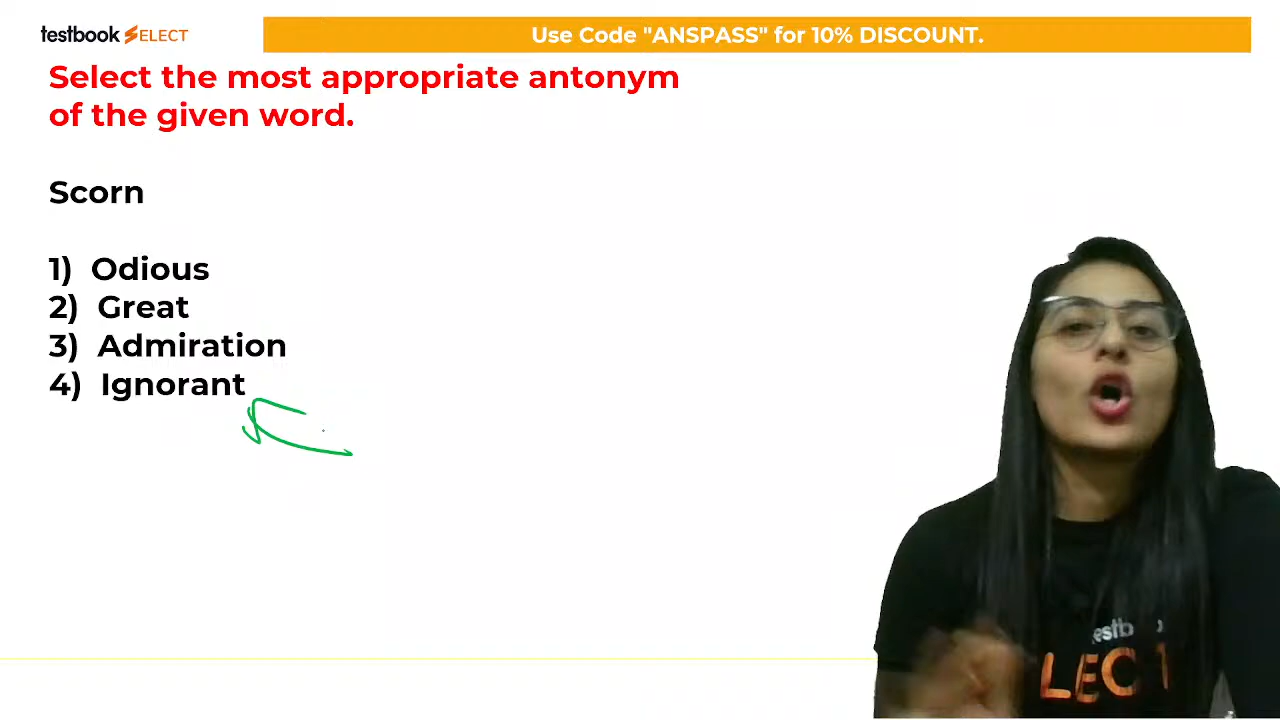 testbook SELECT
Use Code "ANSPASS" for 10% DISCOUNT.
Select the most appropriate antonym
of the given word.
Scorn
1) Odious
2) Great
3) Admiration
4) Ignorant